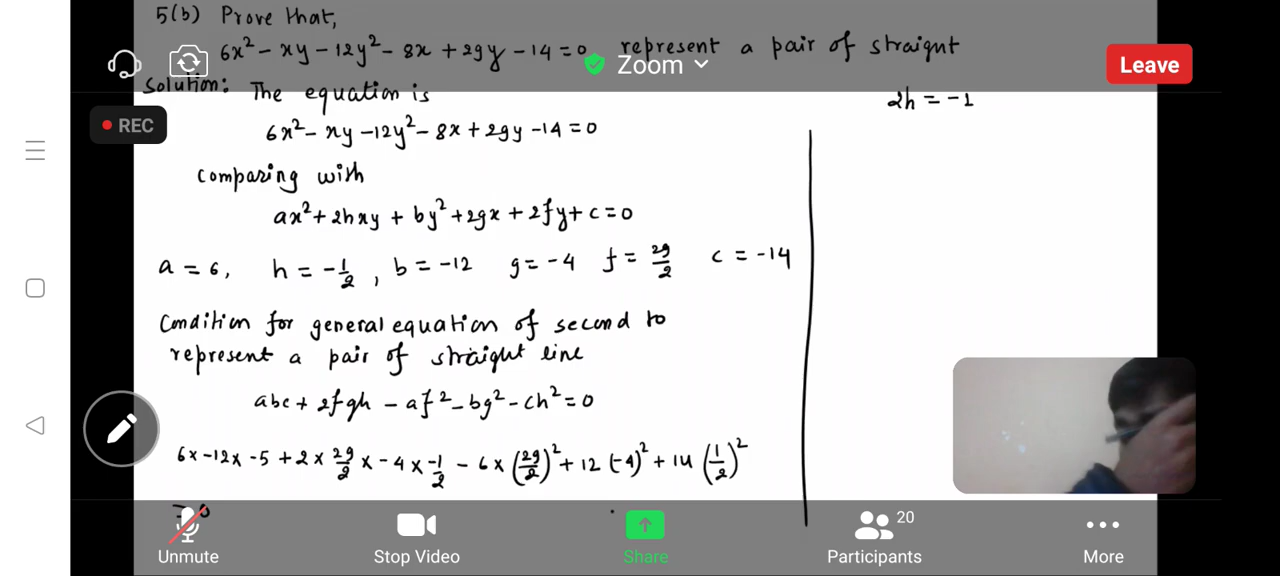 5(b) Prove that,
6x² - xy - 12y² - 8x + 29y - 14 = 0 represent a pair of straignt
Zoom
Leave
Solution: The equation is
2h = -1
REC
6x² - xy - 12y² - 8x + 29y - 14 = 0
comparing with
ax² + 2hxy + by² + 2gx + 2fy + c = 0
a = 6, h = -1/2, b = -12 g = -4 f = 29/2 c = -14
Condition for general equation of second to
represent a pair of straight line
abc + 2fgh - af² - bg² - ch² = 0
6x -12x -5 + 2 x 29/2 x -4 x -1/2 - 6 x (29/2)² + 12 (-4)² + 14 (1/2)²
20
Unmute
Stop Video
Share
Participants
More